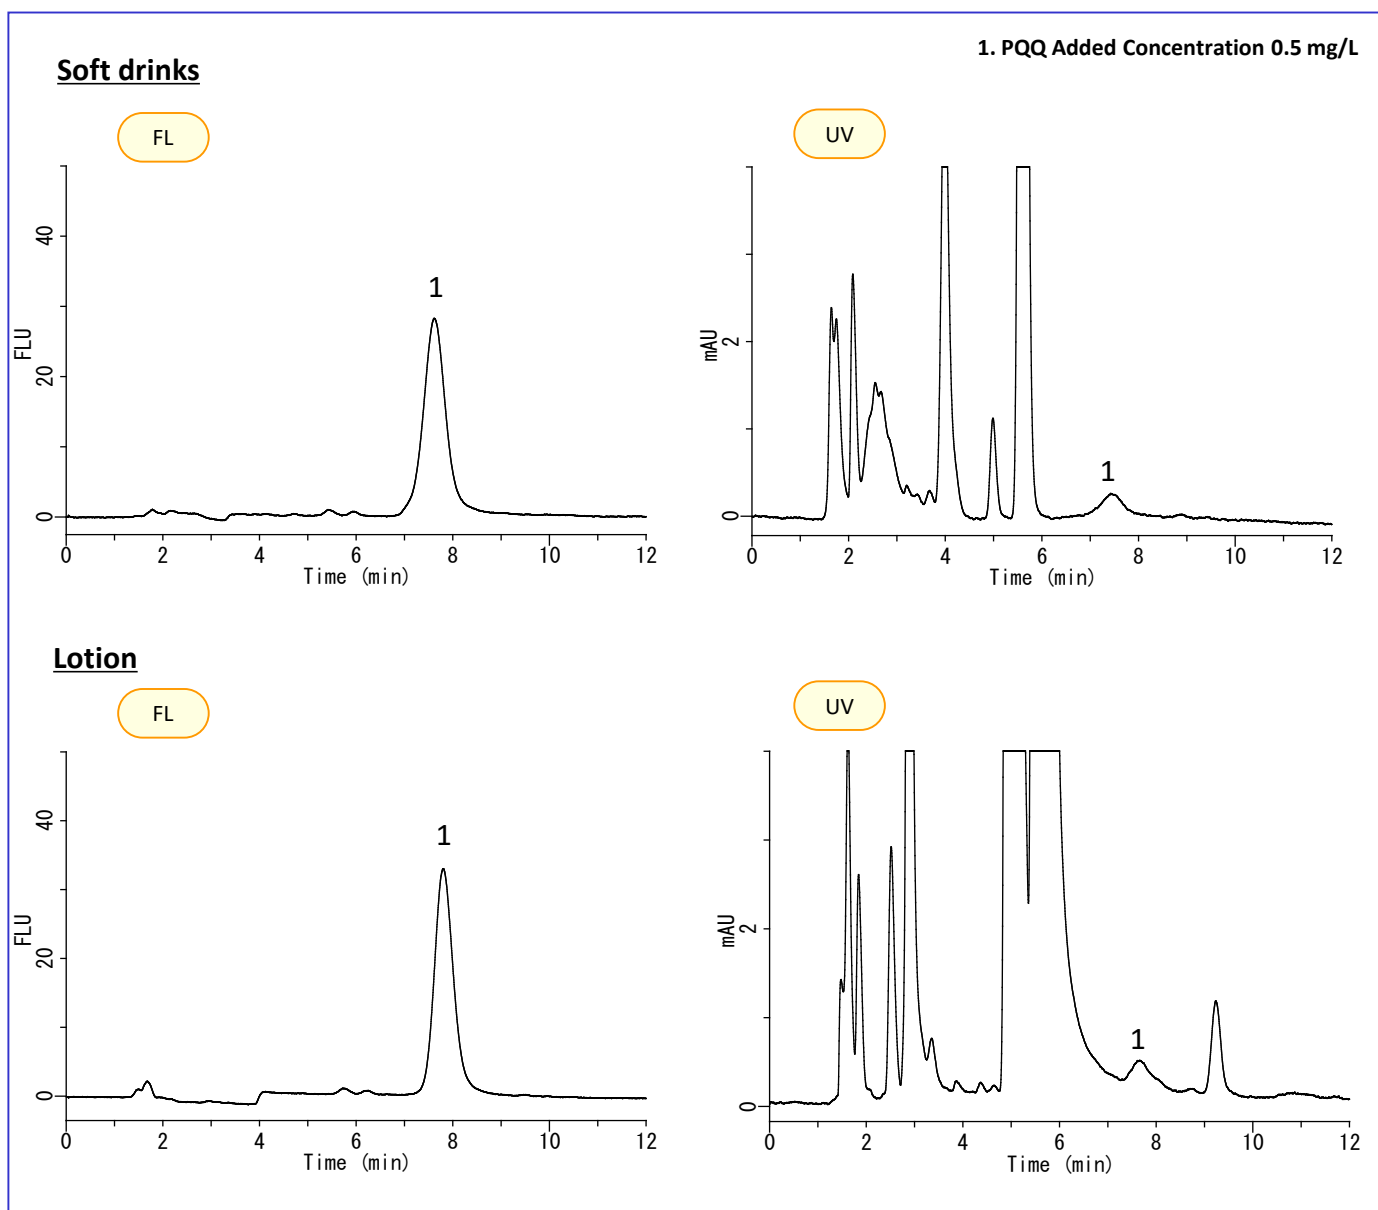 1. PQQ Added Concentration 0.5 mg/L
Soft drinks
FL
UV
40
20
0
FLU
1
0 2 4 6 8 10 12
Time (min)
2
0
mAU
1
0 2 4 6 8 10 12
Time (min)
Lotion
FL
UV
40
20
0
FLU
1
0 2 4 6 8 10 12
Time (min)
2
0
mAU
1
0 2 4 6 8 10 12
Time (min)